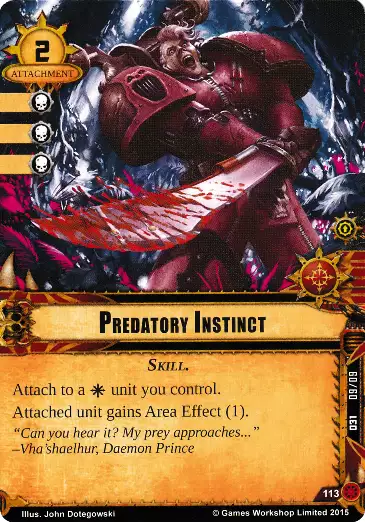 2
ATTACHMENT
PREDATORY INSTINCT
SKILL.
Attach to a unit you control.
Attached unit gains Area Effect (1).
“Can you hear it? My prey approaches...”
–Vha’shaelhur, Daemon Prince
031 60/60
113
Illus. John Dotegowski © Games Workshop Limited 2015